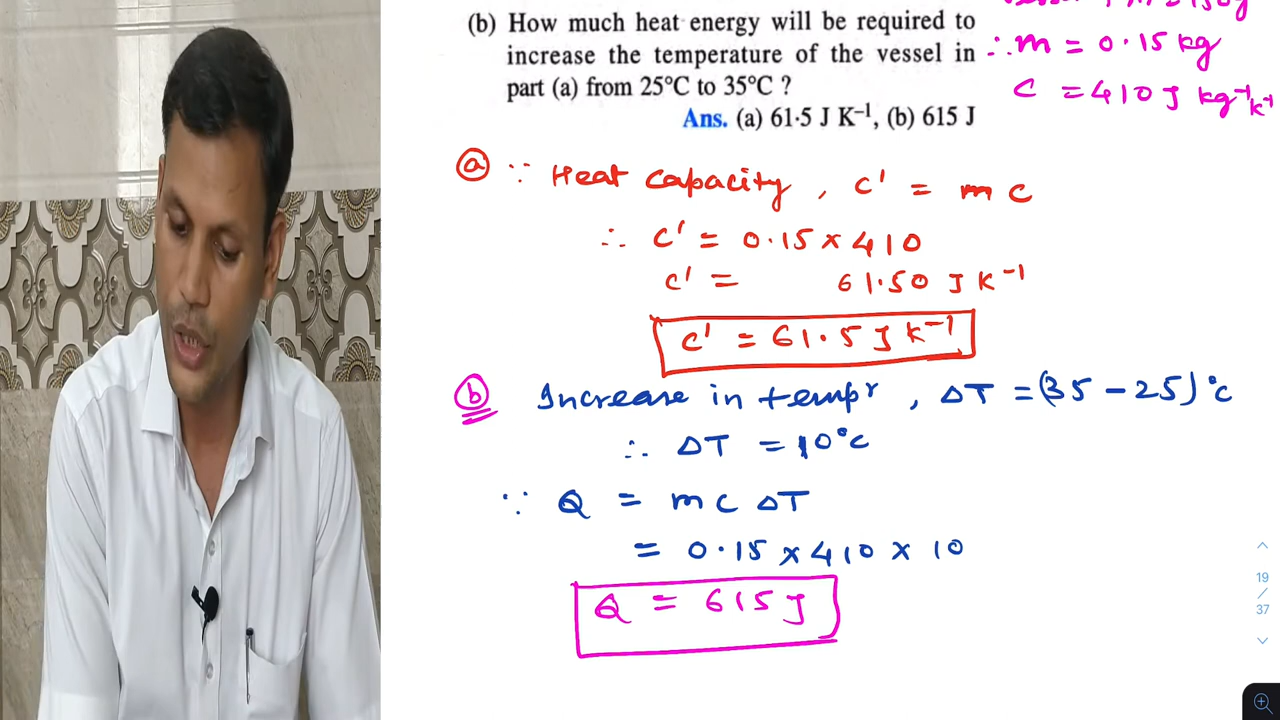 (b) How much heat energy will be required to
increase the temperature of the vessel in
part (a) from 25°C to 35°C ?
Ans. (a) 61·5 J K⁻¹, (b) 615 J
∴ m = 0.15 kg
c = 410 J kg⁻¹ k⁻¹
(a) ∵ Heat capacity, c' = m c
∴ c' = 0.15 × 410
c' = 61.50 J K⁻¹
c' = 61.5 J K⁻¹
(b) Increase in tempr, ΔT = (35 - 25)°C
∴ ΔT = 10°C
∵ Q = m c ΔT
= 0.15 × 410 × 10
Q = 615 J
19
/
37